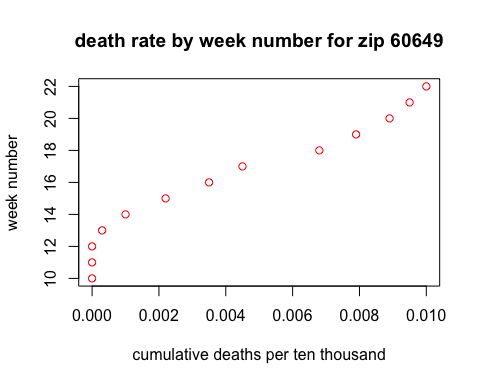 death rate by week number for zip 60649
week number
22
20
18
16
14
12
10
0.000 0.002 0.004 0.006 0.008 0.010
cumulative deaths per ten thousand